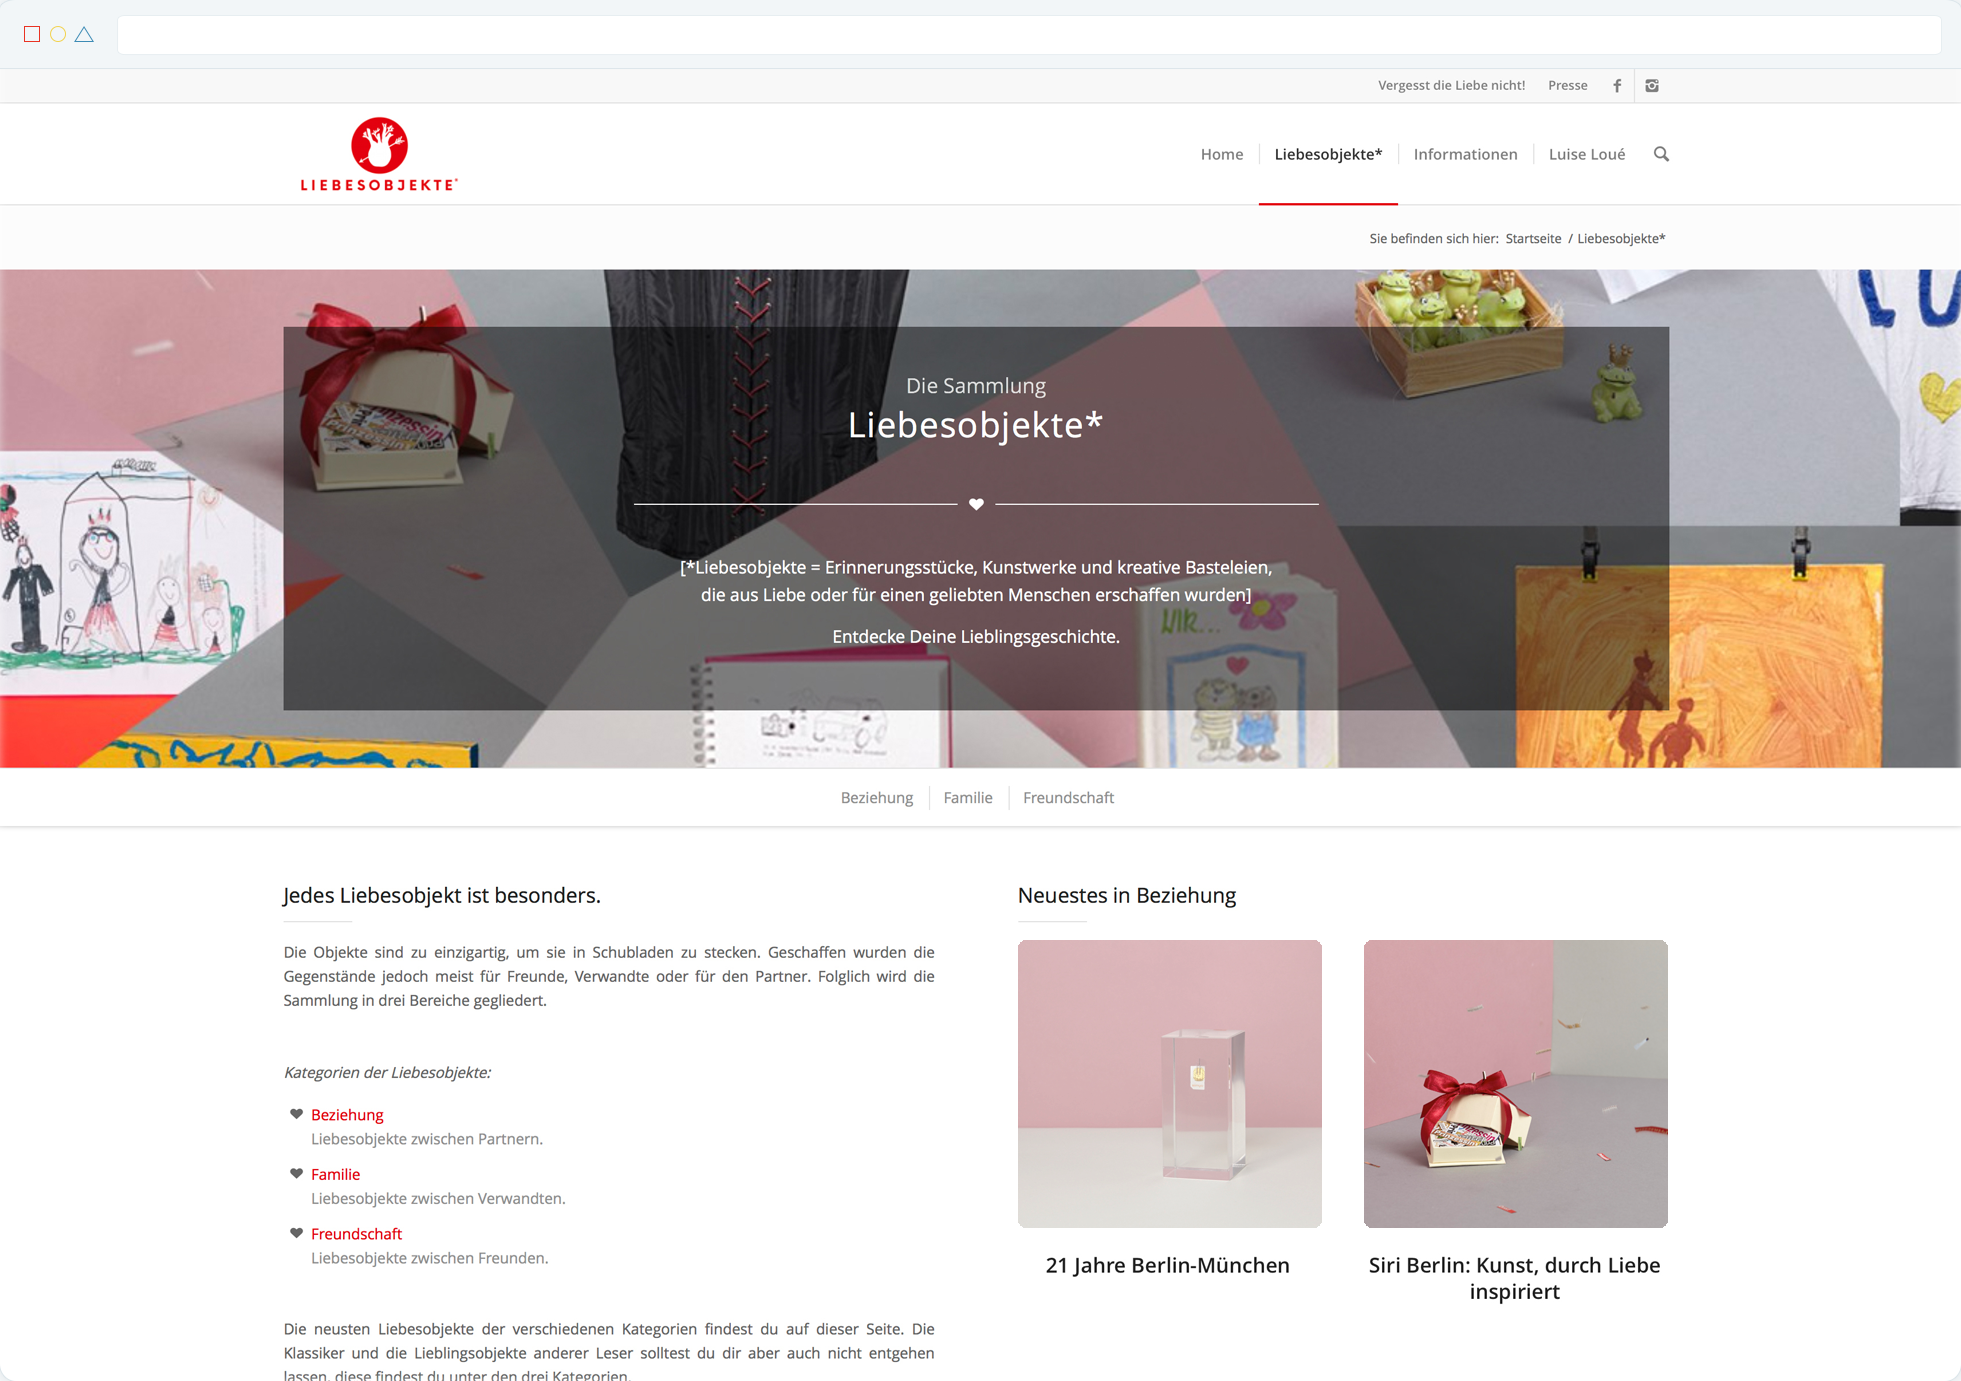 Vergesst die Liebe nicht! Presse
LIEBESOBJEKTE*
Home Liebesobjekte* Informationen Luise Loué
Sie befinden sich hier: Startseite / Liebesobjekte*
Die Sammlung
Liebesobjekte*
[*Liebesobjekte = Erinnerungsstücke, Kunstwerke und kreative Basteleien,
die aus Liebe oder für einen geliebten Menschen erschaffen wurden]
Entdecke Deine Lieblingsgeschichte.
WIR...
Beziehung Familie Freundschaft
Jedes Liebesobjekt ist besonders.
Die Objekte sind zu einzigartig, um sie in Schubladen zu stecken. Geschaffen wurden die
Gegenstände jedoch meist für Freunde, Verwandte oder für den Partner. Folglich wird die
Sammlung in drei Bereiche gegliedert.
Kategorien der Liebesobjekte:
Beziehung
Liebesobjekte zwischen Partnern.
Familie
Liebesobjekte zwischen Verwandten.
Freundschaft
Liebesobjekte zwischen Freunden.
Die neusten Liebesobjekte der verschiedenen Kategorien findest du auf dieser Seite. Die
Klassiker und die Lieblingsobjekte anderer Leser solltest du dir aber auch nicht entgehen
lassen, diese findest du unter den drei Kategorien.
Neuestes in Beziehung
21 Jahre Berlin-München
Siri Berlin: Kunst, durch Liebe
inspiriert